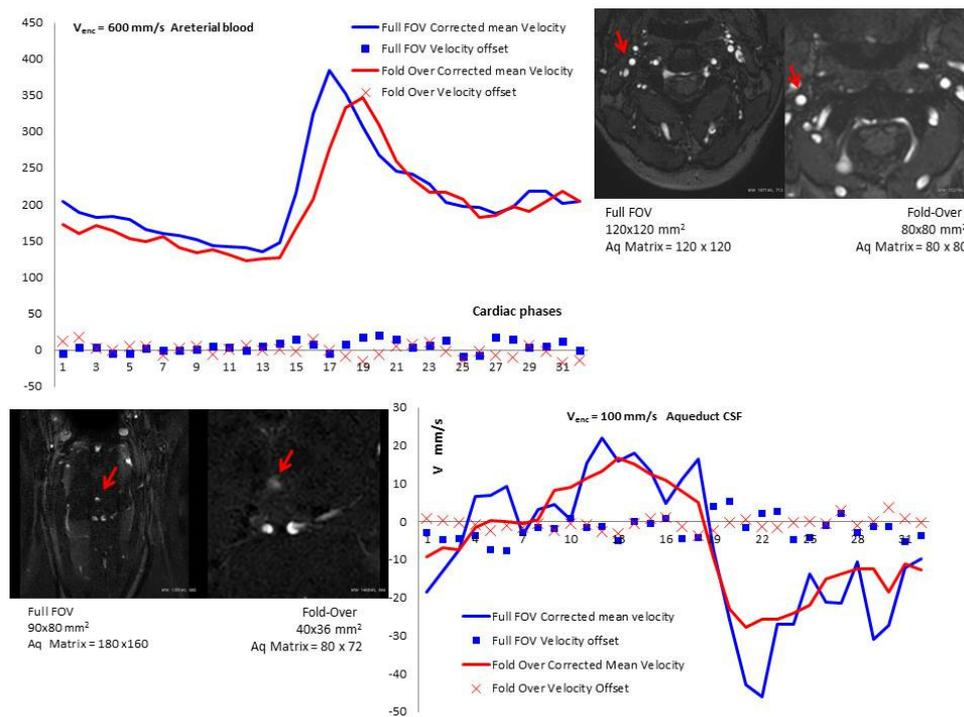 450
400
350
300
250
200
150
100
50
0
-50
V enc = 600 mm/s Areterial blood
Full FOV Corrected mean Velocity
Full FOV Velocity offset
Fold Over Corrected mean Velocity
Fold Over Velocity offset
Cardiac phases
1 3 5 7 9 11 13 15 17 19 21 23 25 27 29 31
Full FOV
120x120 mm²
Aq Matrix = 120 x 120
Fold-Over
80x80 mm²
Aq Matrix = 80 x 80
Full FOV
90x80 mm²
Aq Matrix = 180 x160
Fold-Over
40x36 mm²
Aq Matrix = 80 x 72
30
20
10
0
-10
-20
-30
-40
-50
V mm/s
V enc = 100 mm/s Aqueduct CSF
1 4 7 10 13 16 19 22 25 28 31
Full FOV Corrected mean velocity
Full FOV Velocity offset
Fold Over Corrected Mean Velocity
Fold Over Velocity Offset